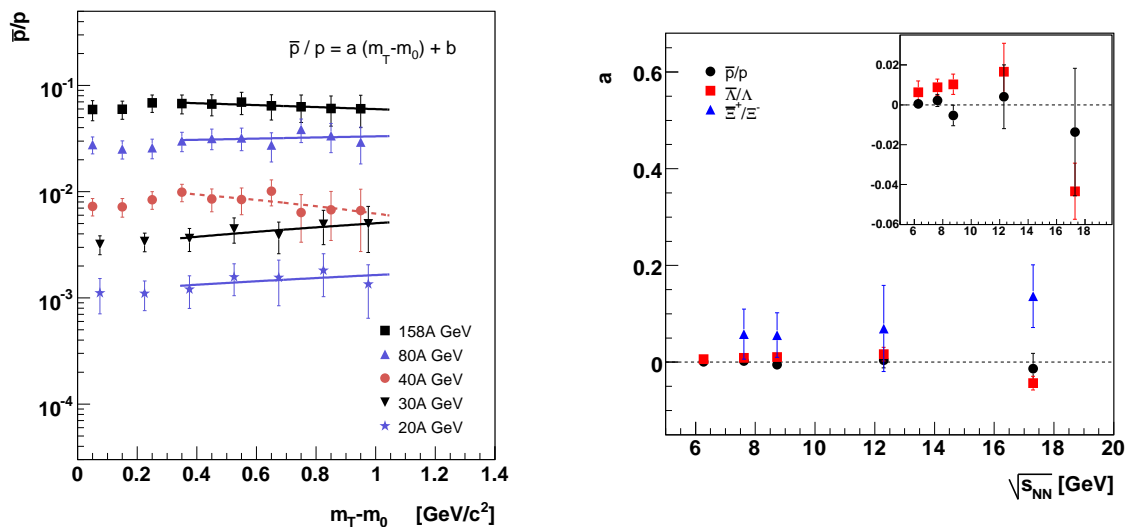 p̅/p
p̅ / p = a (m_T-m_0) + b
10^-1
10^-2
10^-3
10^-4
158A GeV
80A GeV
40A GeV
30A GeV
20A GeV
0 0.2 0.4 0.6 0.8 1 1.2 1.4
m_T-m_0 [GeV/c^2]
a
0.6
0.4
0.2
0
p̅/p
Λ̅/Λ
Ξ̅^+/Ξ^-
0.02
0
-0.02
-0.04
-0.06
6 8 10 12 14 16 18
6 8 10 12 14 16 18 20
√s_NN [GeV]